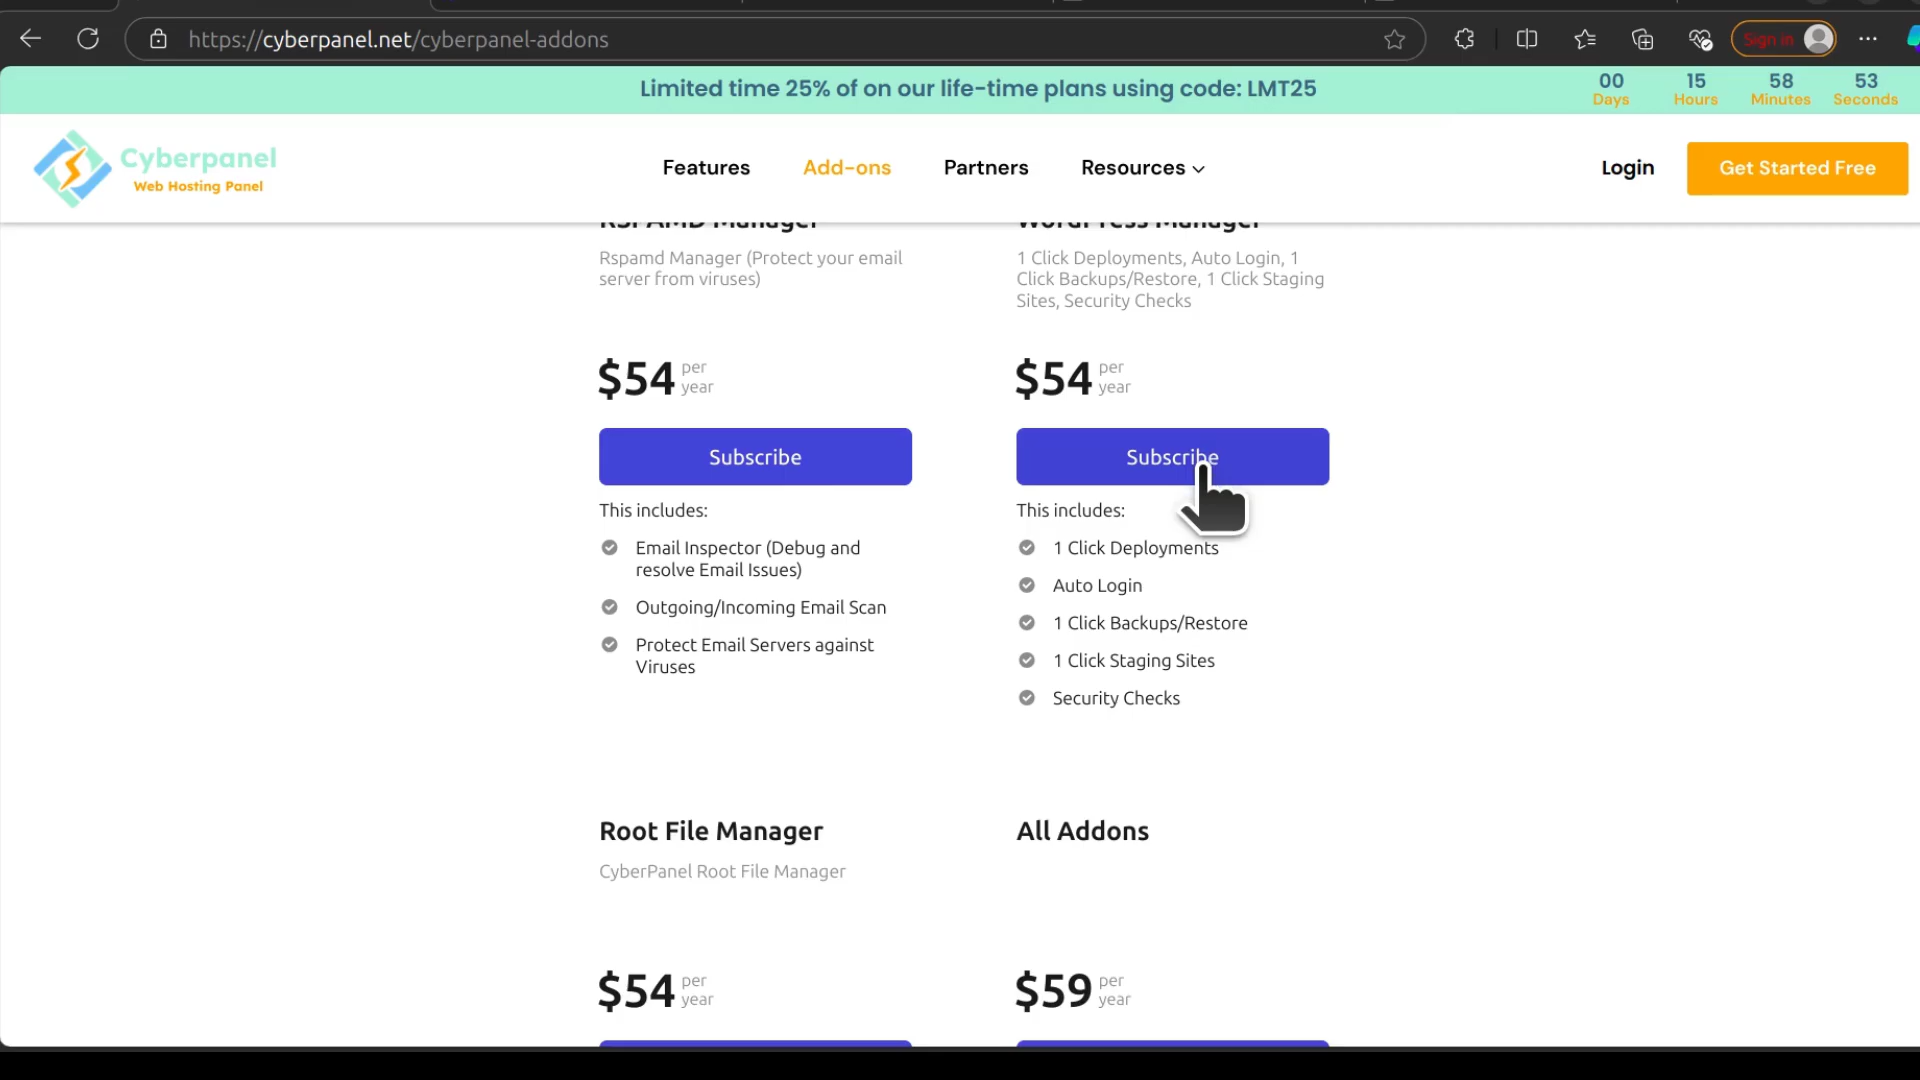 https://cyberpanel.net/cyberpanel-addons
Sign in
Limited time 25% of on our life-time plans using code: LMT25
00 15 58 53
Days Hours Minutes Seconds
Cyberpanel
Web Hosting Panel
Features Add-ons Partners Resources
Login
Get Started Free
RSPAMD Manager
Rspamd Manager (Protect your email
server from viruses)
$54 per
year
Subscribe
This includes:
Email Inspector (Debug and
resolve Email Issues)
Outgoing/Incoming Email Scan
Protect Email Servers against
Viruses
WordPress Manager
1 Click Deployments, Auto Login, 1
Click Backups/Restore, 1 Click Staging
Sites, Security Checks
$54 per
year
Subscribe
This includes:
1 Click Deployments
Auto Login
1 Click Backups/Restore
1 Click Staging Sites
Security Checks
Root File Manager
CyberPanel Root File Manager
$54 per
year
All Addons
$59 per
year